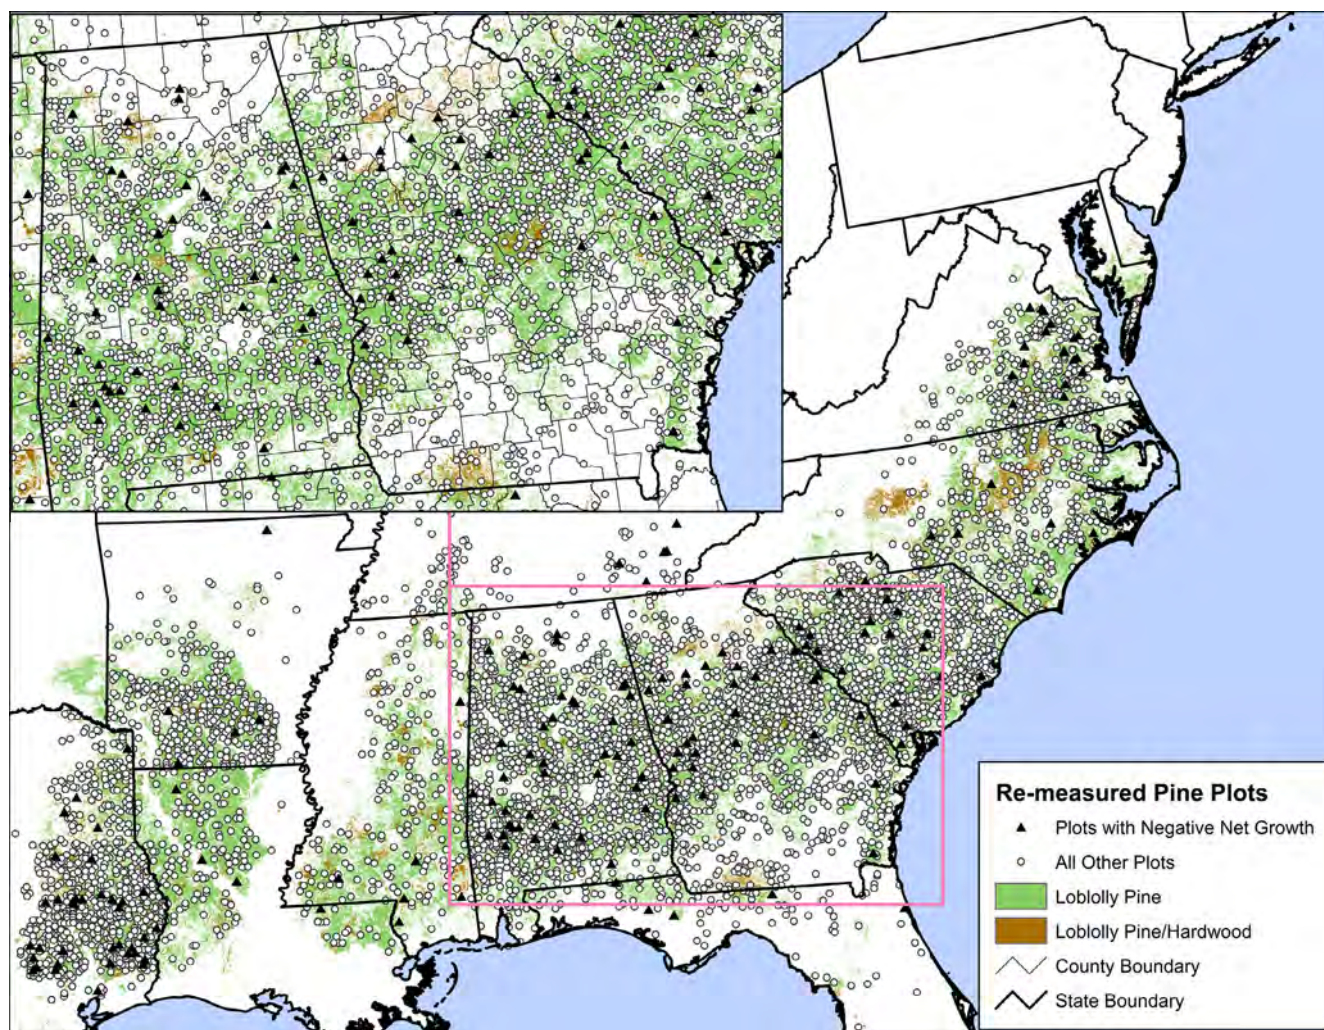 Re-measured Pine Plots
Plots with Negative Net Growth
All Other Plots
Loblolly Pine
Loblolly Pine/Hardwood
County Boundary
State Boundary